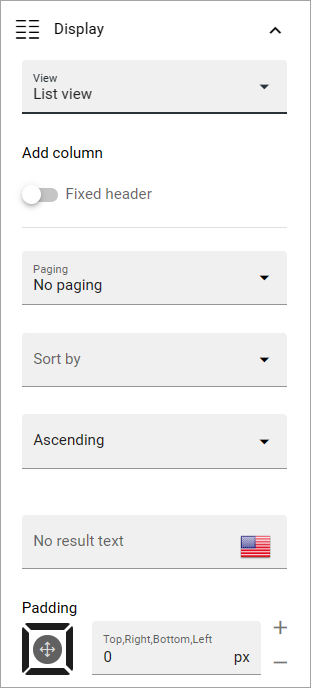 Display
View
List view
Add column
Fixed header
Paging
No paging
Sort by
Ascending
No result text
Padding
Top,Right,Bottom,Left
0 px